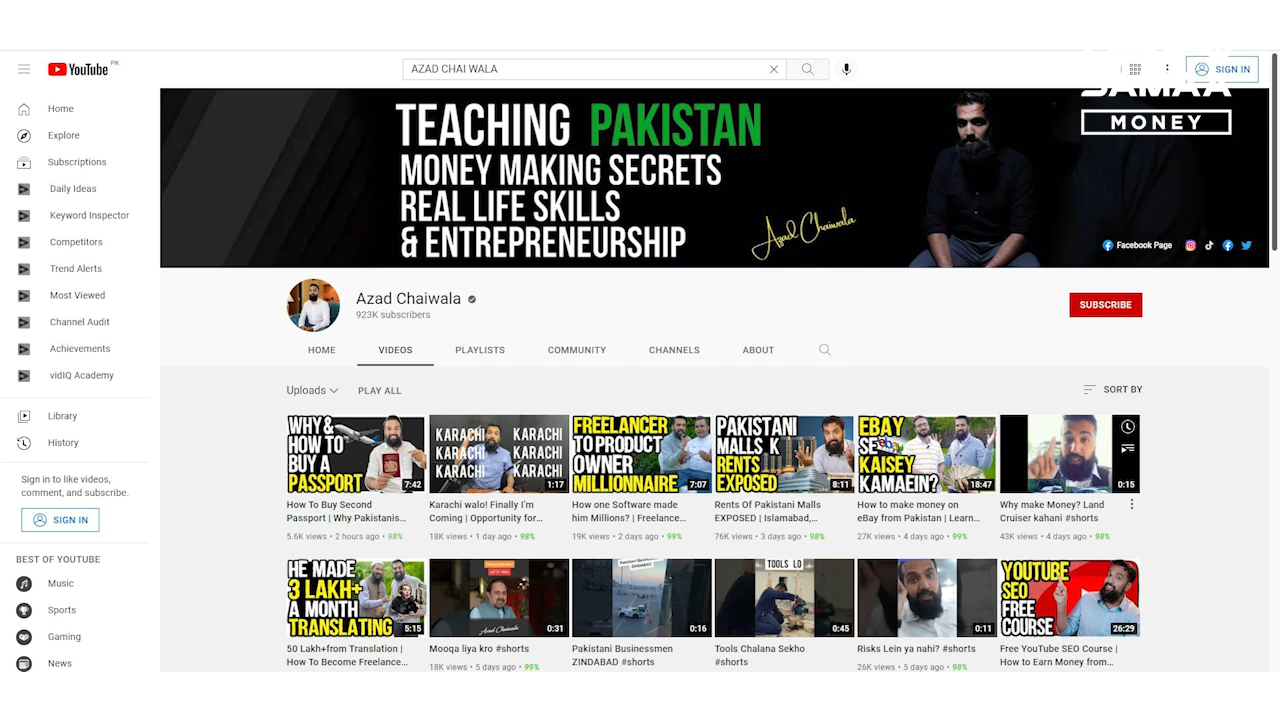 YouTube PK
AZAD CHAI WALA
SIGN IN
SAMAA
MONEY
Home
Explore
Subscriptions
Daily Ideas
Keyword Inspector
Competitors
Trend Alerts
Most Viewed
Channel Audit
Achievements
vidIQ Academy
Library
History
Sign in to like videos,
comment, and subscribe.
SIGN IN
BEST OF YOUTUBE
Music
Sports
Gaming
News
TEACHING PAKISTAN
MONEY MAKING SECRETS
REAL LIFE SKILLS
& ENTREPRENEURSHIP
Azad Chaiwala
Facebook Page
Azad Chaiwala
923K subscribers
SUBSCRIBE
HOME VIDEOS PLAYLISTS COMMUNITY CHANNELS ABOUT
Uploads PLAY ALL SORT BY
WHY &
HOW TO
BUY A
PASSPORT
7:42
How To Buy Second
Passport | Why Pakistanis...
5.6K views • 2 hours ago • 98%
KARACHI KARACHI
KARACHI KARACHI
KARACHI KARACHI
1:17
Karachi walo! Finally I'm
Coming | Opportunity for...
18K views • 1 day ago • 98%
FREELANCER
TO PRODUCT
OWNER
MILLIONNAIRE
7:07
How one Software made
him Millions? | Freelance...
19K views • 2 days ago • 99%
PAKISTANI
MALLS K
RENTS
EXPOSED
8:11
Rents Of Pakistani Malls
EXPOSED | Islamabad,...
76K views • 3 days ago • 98%
EBAY
SE ebay
KAISEY
KAMAEIN?
18:47
How to make money on
eBay from Pakistan | Learn...
27K views • 4 days ago • 99%
0:15
Why make Money? Land
Cruiser kahani #shorts
43K views • 4 days ago • 98%
HE MADE
3 LAKH+
A MONTH
TRANSLATING
5:15
50 Lakh+from Translation |
How To Become Freelance...
Azad Chaiwala
0:31
Mooqa liya kro #shorts
18K views • 5 days ago • 99%
Pakistani Businessmen
ZINDABAD
0:16
Pakistani Businessmen
ZINDABAD #shorts
TOOLS LO
0:45
Tools Chalana Sekho
#shorts
0:11
Risks Lein ya nahi? #shorts
26K views • 5 days ago • 98%
YOUTUBE
SEO
FREE
COURSE
26:29
Free YouTube SEO Course |
How to Earn Money from...